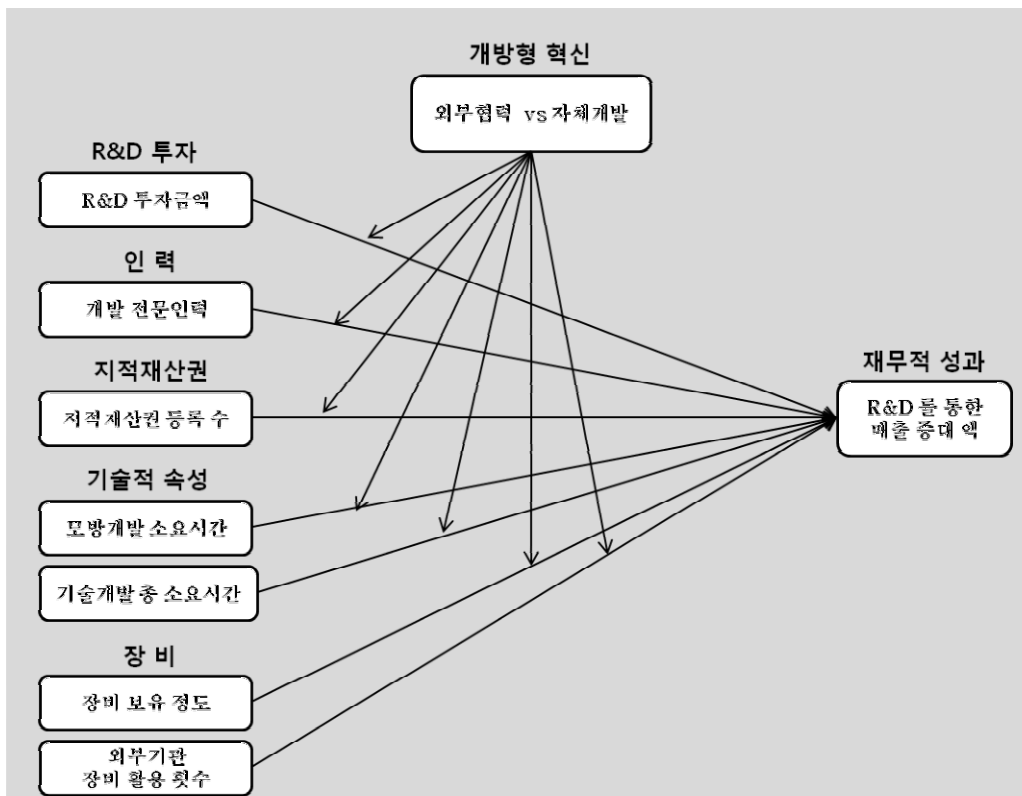 개방형 혁신
외부협력 vs 자체개발
R&D 투자
R&D 투자금액
인 력
개발 전문인력
지적재산권
지적재산권 등록 수
기술적 속성
모방개발 소요시간
기술개발 총 소요시간
장 비
장비 보유 정도
외부기관
장비 활용 횟수
재무적 성과
R&D를 통한
매출 증대 액